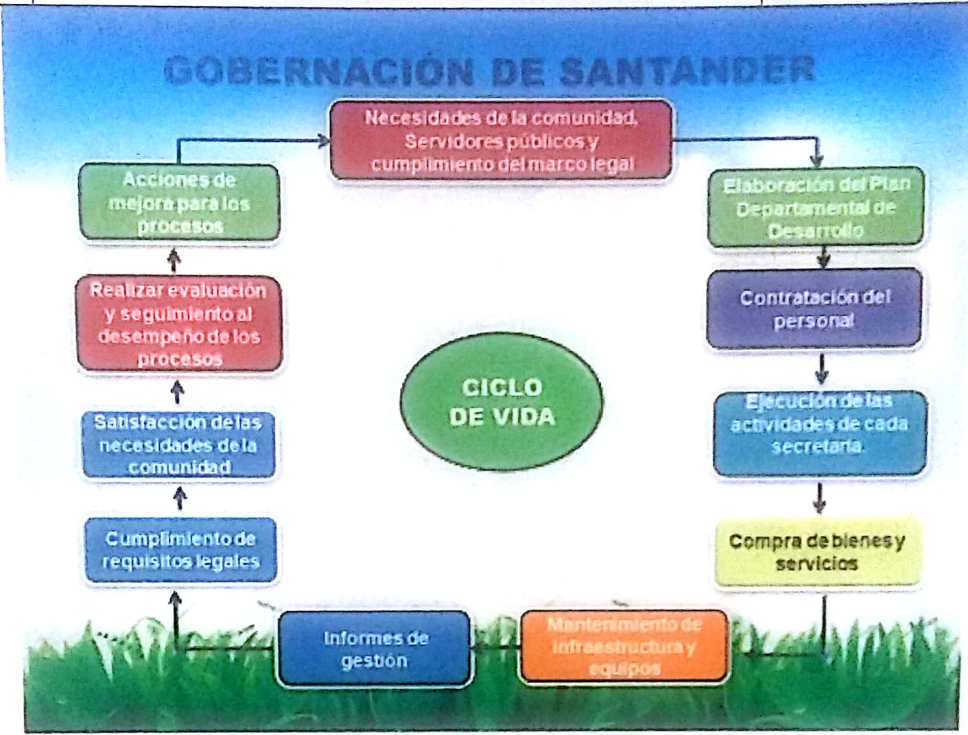 GOBERNACIÓN DE SANTANDER
Necesidades de la comunidad,
Servidores públicos y
cumplimiento del marco legal
Elaboración del Plan
Departamental de
Desarrollo
Contratación del
personal
Ejecución de las
actividades de cada
secretaría.
Compra de bienes y
servicios
Mantenimiento de
infraestructura y
equipos
Informes de
gestión
Cumplimiento de
requisitos legales
Satisfacción de las
necesidades de la
comunidad
Realizar evaluación
y seguimiento al
desempeño de los
procesos
Acciones de
mejora para los
procesos
CICLO
DE VIDA